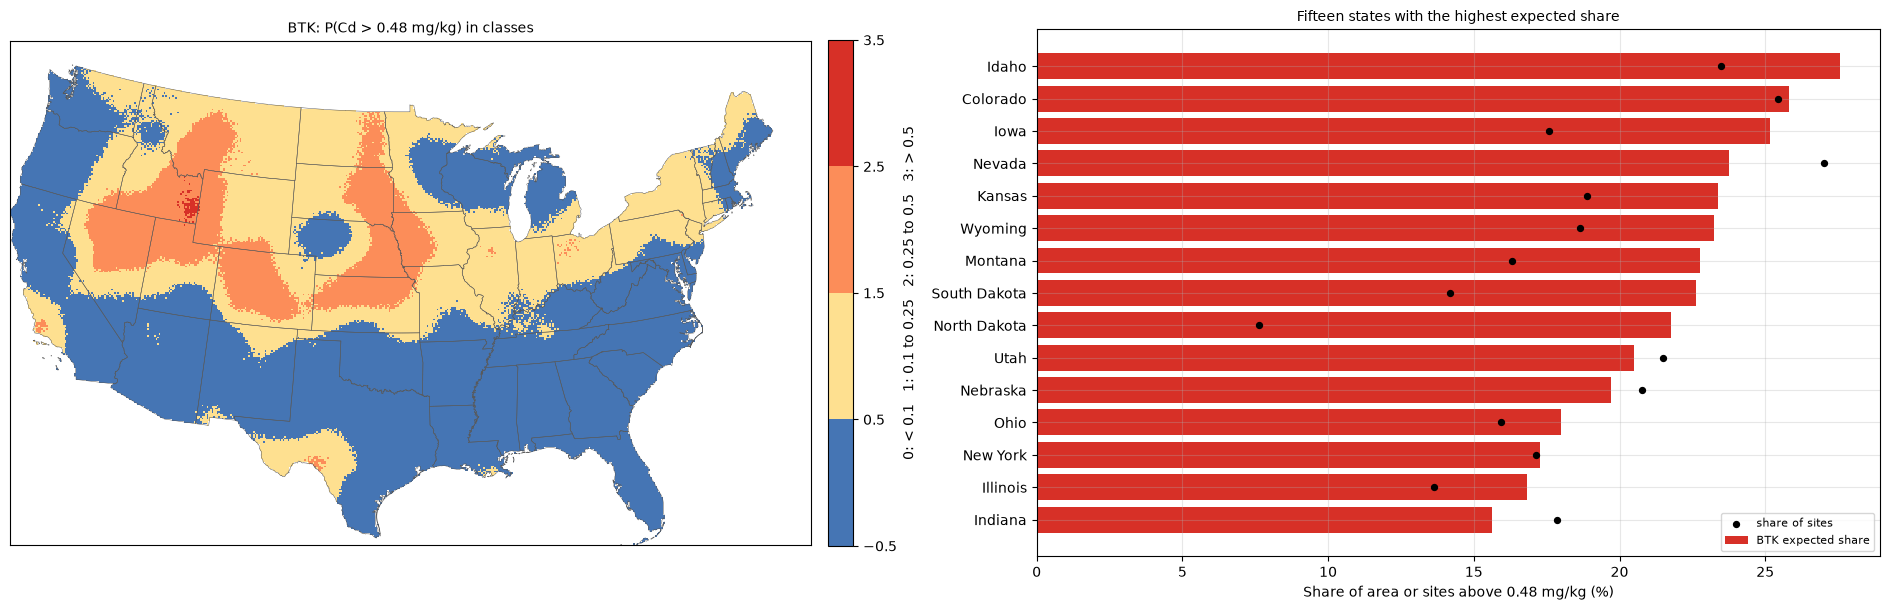 BTK: P(Cd > 0.48 mg/kg) in classes
3.5
2.5
1.5
0.5
−0.5
0: < 0.1   1: 0.1 to 0.25   2: 0.25 to 0.5   3: > 0.5
Fifteen states with the highest expected share
Idaho
Colorado
Iowa
Nevada
Kansas
Wyoming
Montana
South Dakota
North Dakota
Utah
Nebraska
Ohio
New York
Illinois
Indiana
share of sites
BTK expected share
0 5 10 15 20 25
Share of area or sites above 0.48 mg/kg (%)